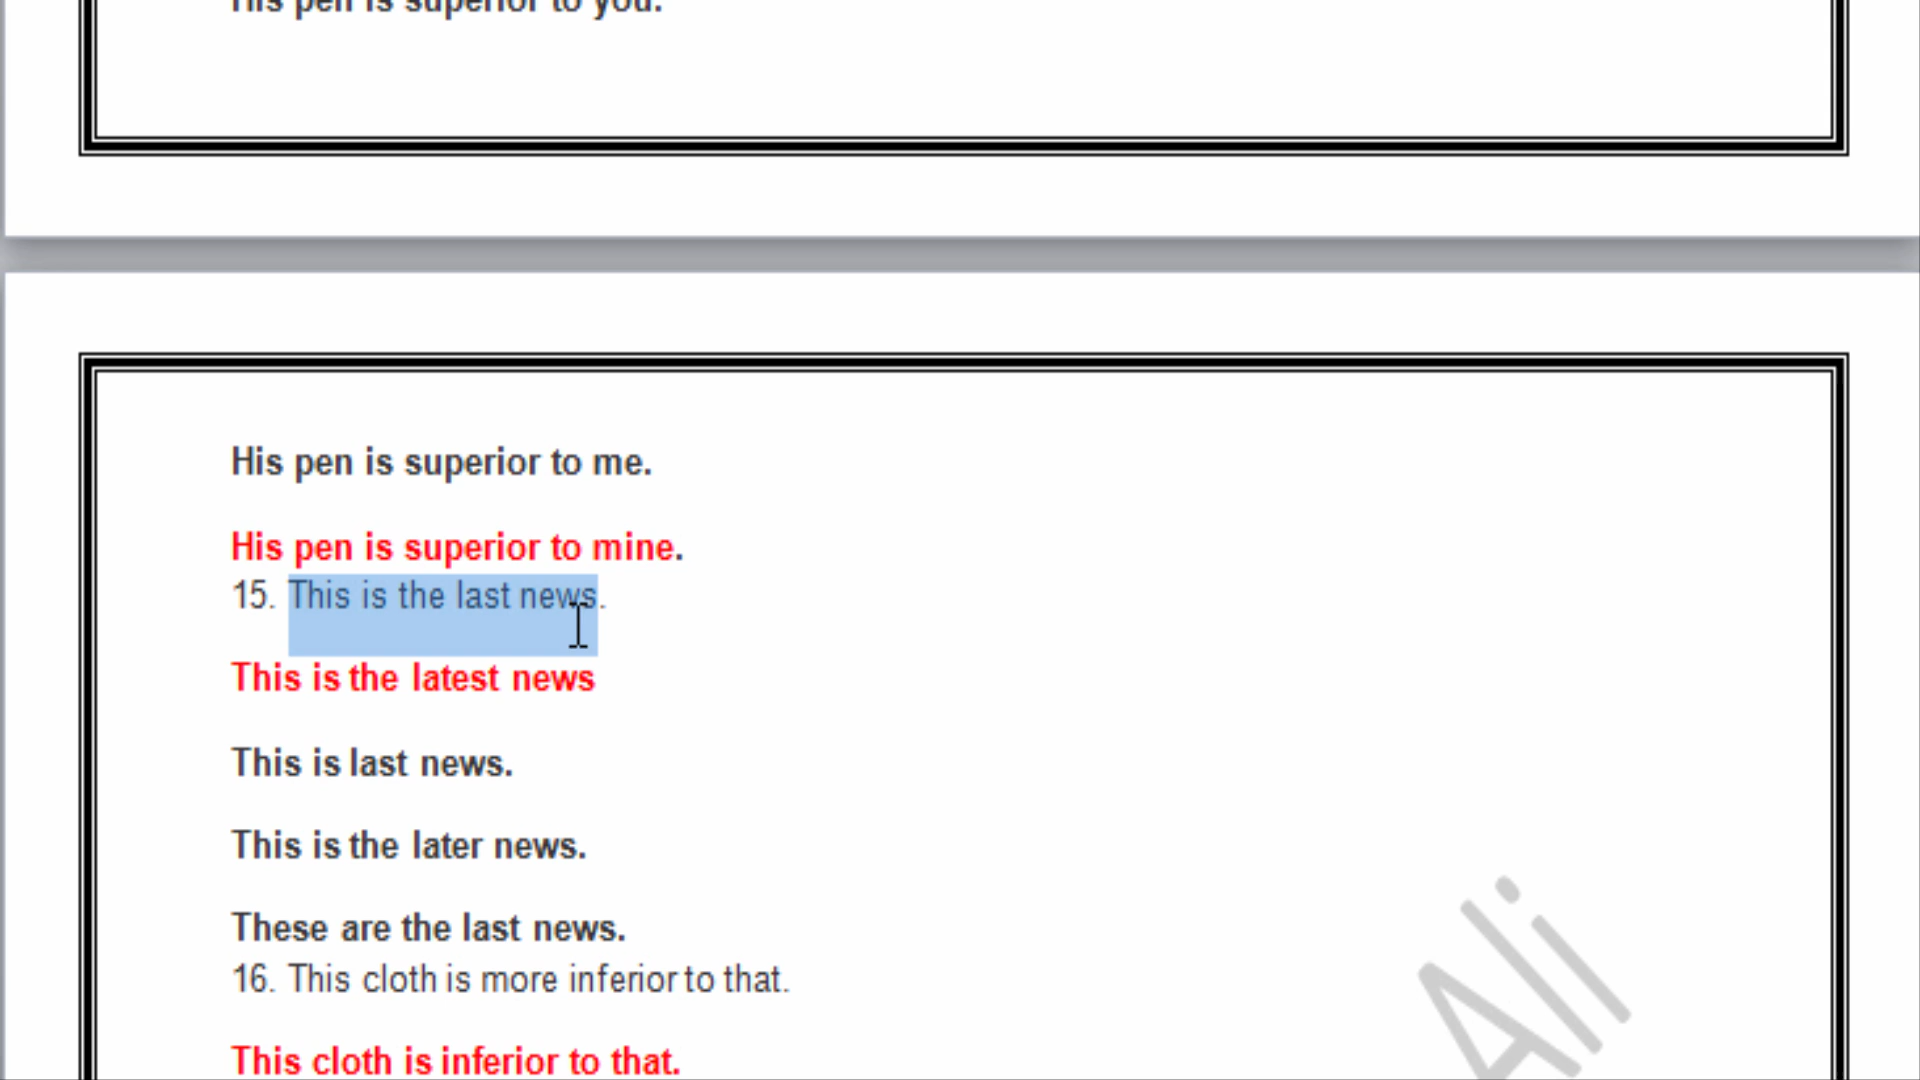 His pen is superior to you.
His pen is superior to me.
His pen is superior to mine.
15. This is the last news.
This is the latest news
This is last news.
This is the later news.
These are the last news.
16. This cloth is more inferior to that.
This cloth is inferior to that.
Ali